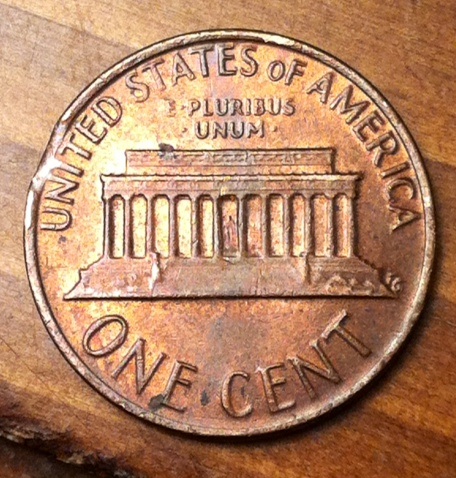 UNITED STATES OF AMERICA
E·PLURIBUS
·UNUM·
ONE CENT